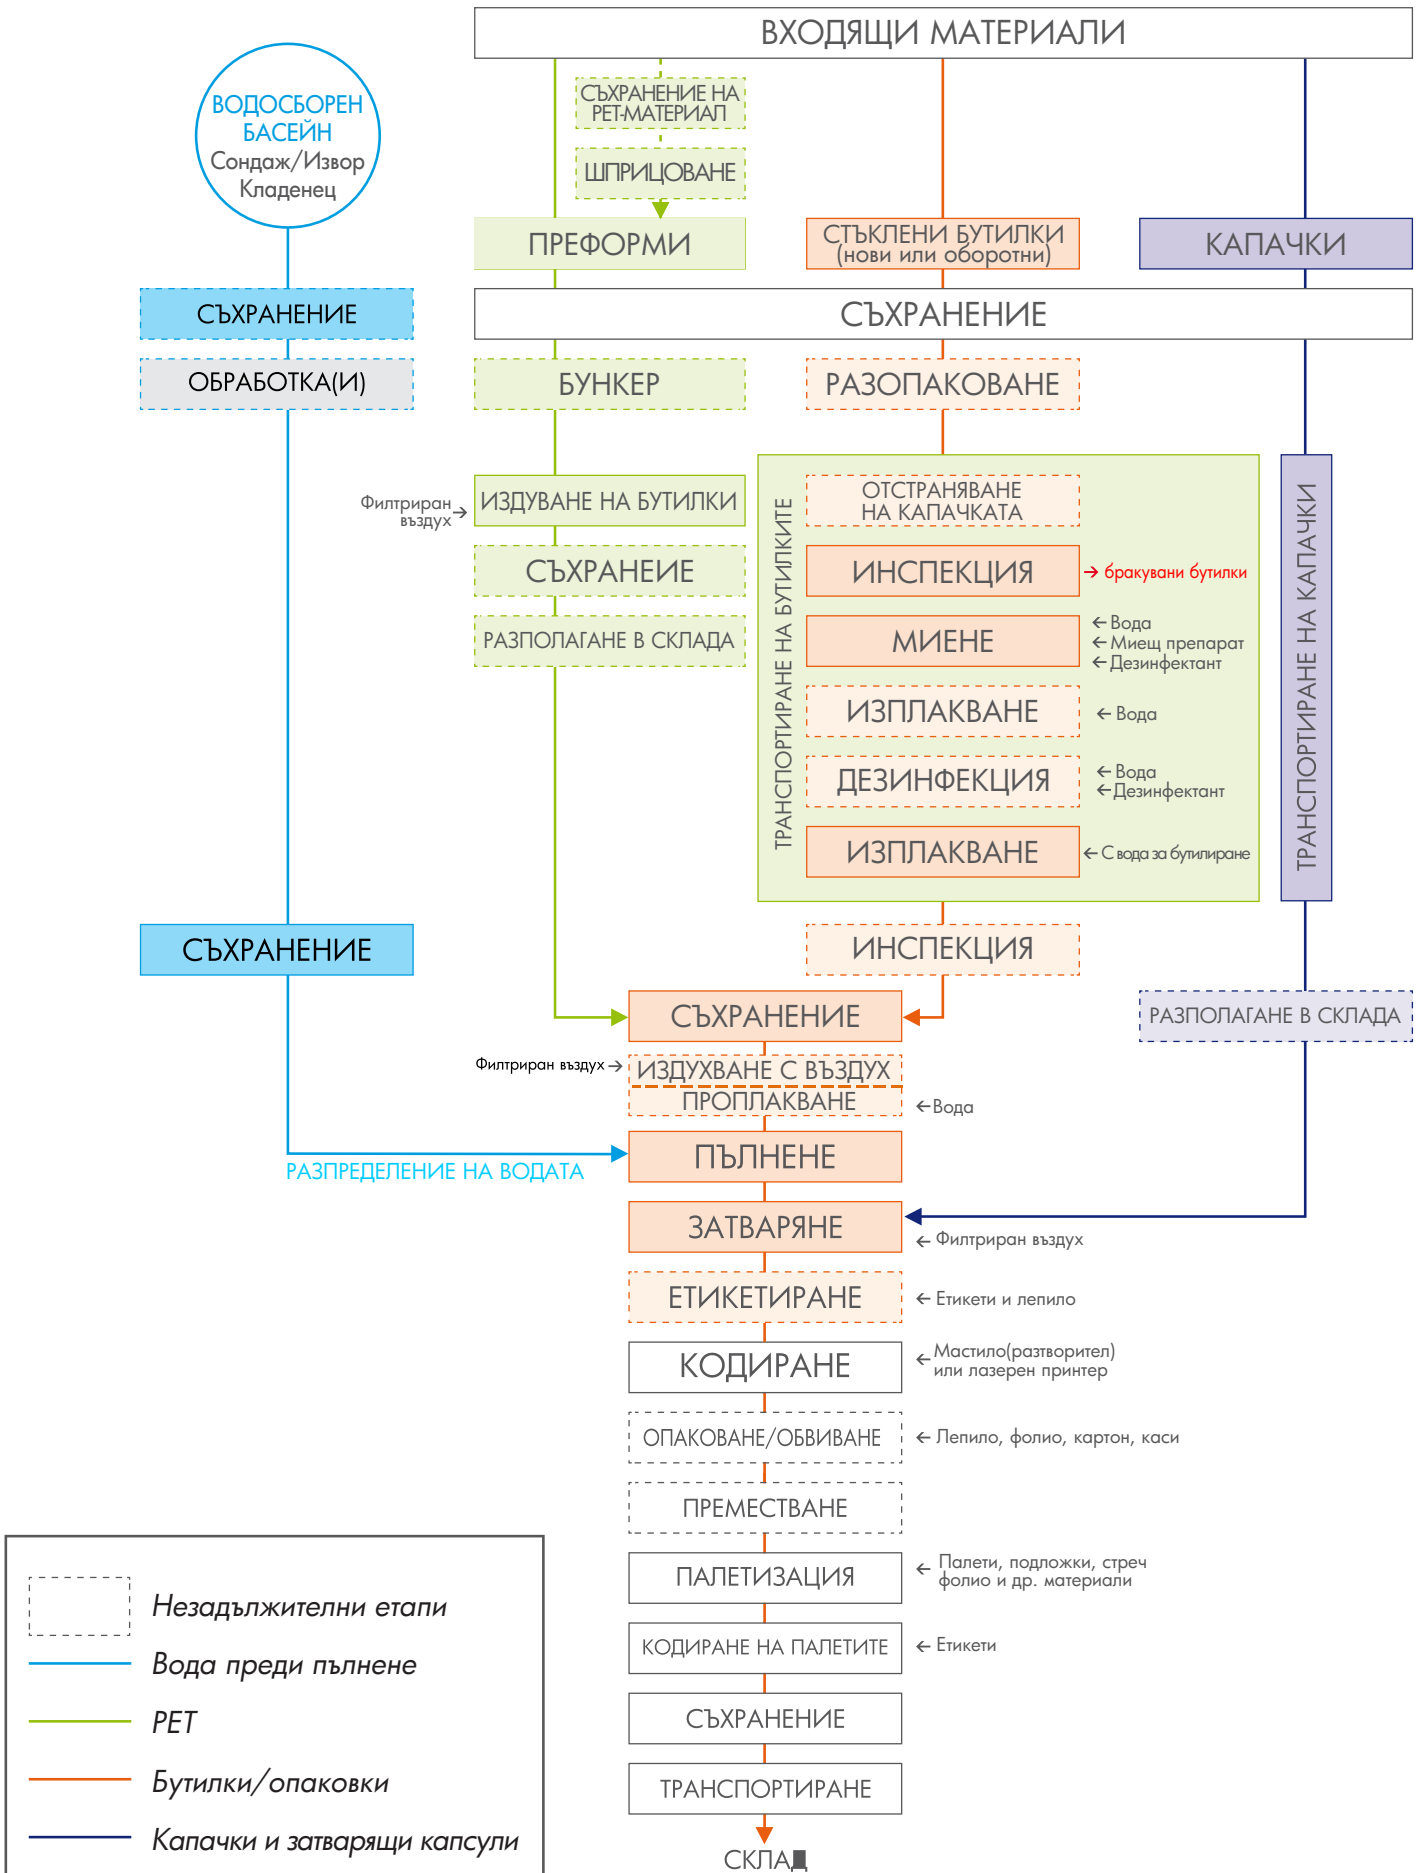 ВХОДЯЩИ МАТЕРИАЛИ
ВОДОСБОРЕН
БАСЕЙН
Сондаж/Извор
Кладенец
СЪХРАНЕНИЕ НА
PET-МАТЕРИАЛ
ШПРИЦОВАНЕ
ПРЕФОРМИ
СТЪКЛЕНИ БУТИЛКИ
(нови или оборотни)
КАПАЧКИ
СЪХРАНЕНИЕ
СЪХРАНЕНИЕ
ОБРАБОТКА(И)
БУНКЕР
РАЗОПАКОВАНЕ
Филтриран
въздух
ИЗДУВАНЕ НА БУТИЛКИ
СЪХРАНЕИЕ
РАЗПОЛАГАНЕ В СКЛАДА
ТРАНСПОРТИРАНЕ НА БУТИЛКИТЕ
ОТСТРАНЯВАНЕ
НА КАПАЧКАТА
ИНСПЕКЦИЯ
бракувани бутилки
МИЕНЕ
Вода
Миещ препарат
Дезинфектант
ИЗПЛАКВАНЕ
Вода
ДЕЗИНФЕКЦИЯ
Вода
Дезинфектант
ИЗПЛАКВАНЕ
С вода за бутилиране
ТРАНСПОРТИРАНЕ НА КАПАЧКИ
СЪХРАНЕНИЕ
ИНСПЕКЦИЯ
СЪХРАНЕНИЕ
РАЗПОЛАГАНЕ В СКЛАДА
Филтриран въздух
ИЗДУХВАНЕ С ВЪЗДУХ
ПРОПЛАКВАНЕ
Вода
ПЪЛНЕНЕ
РАЗПРЕДЕЛЕНИЕ НА ВОДАТА
ЗАТВАРЯНЕ
Филтриран въздух
ЕТИКЕТИРАНЕ
Етикети и лепило
КОДИРАНЕ
Мастило(разтворител)
или лазерен принтер
ОПАКОВАНЕ/ОБВИВАНЕ
Лепило, фолио, картон, каси
ПРЕМЕСТВАНЕ
ПАЛЕТИЗАЦИЯ
Палети, подложки, стреч
фолио и др. материали
КОДИРАНЕ НА ПАЛЕТИТЕ
Етикети
СЪХРАНЕНИЕ
ТРАНСПОРТИРАНЕ
СКЛАД
Незадължителни етапи
Вода преди пълнене
PET
Бутилки/опаковки
Капачки и затварящи капсули